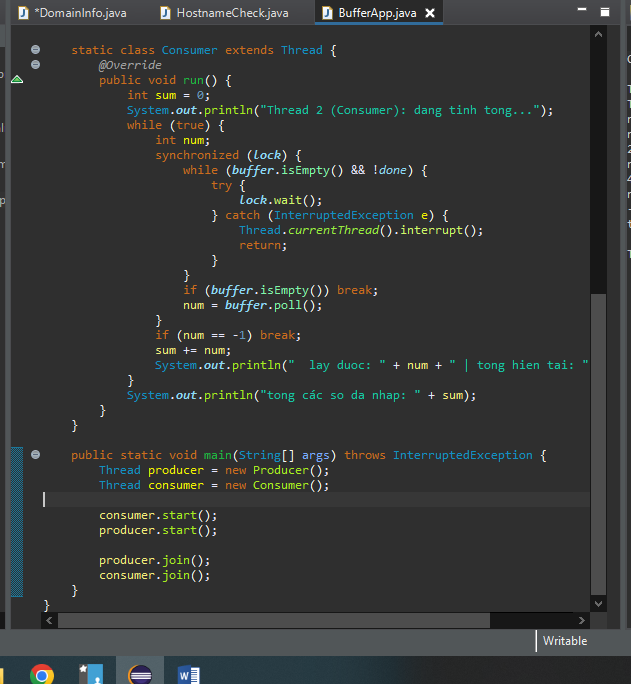 *DomainInfo.java HostnameCheck.java BufferApp.java
static class Consumer extends Thread {
@Override
public void run() {
int sum = 0;
System.out.println("Thread 2 (Consumer): dang tinh tong...");
while (true) {
int num;
synchronized (lock) {
while (buffer.isEmpty() && !done) {
try {
lock.wait();
} catch (InterruptedException e) {
Thread.currentThread().interrupt();
return;
}
}
if (buffer.isEmpty()) break;
num = buffer.poll();
}
if (num == -1) break;
sum += num;
System.out.println("  lay duoc: " + num + " | tong hien tai: "
}
System.out.println("tong các so da nhap: " + sum);
}
}
public static void main(String[] args) throws InterruptedException {
Thread producer = new Producer();
Thread consumer = new Consumer();
consumer.start();
producer.start();
producer.join();
consumer.join();
}
}
Writable